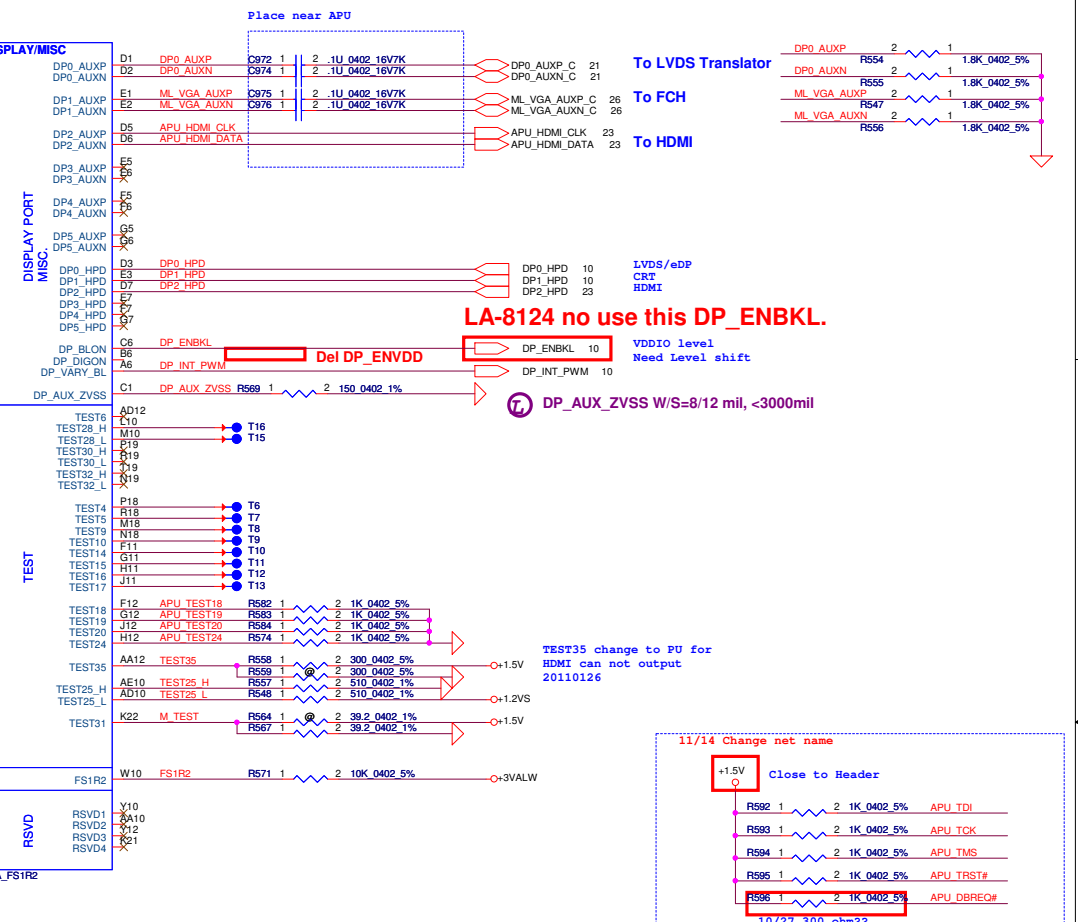 Place near APU
SPLAY/MISC
DP0_AUXP D1 DP0_AUXP C972 1 2 .1U_0402_16V7K DP0_AUXP_C 21
DP0_AUXN D2 DP0_AUXN C974 1 2 .1U_0402_16V7K DP0_AUXN_C 21
To LVDS Translator
DP1_AUXP E1 ML_VGA_AUXP C975 1 2 .1U_0402_16V7K ML_VGA_AUXP_C 26
DP1_AUXN E2 ML_VGA_AUXN C976 1 2 .1U_0402_16V7K ML_VGA_AUXN_C 26
To FCH
DP2_AUXP D5 APU_HDMI_CLK APU_HDMI_CLK 23
DP2_AUXN D6 APU_HDMI_DATA APU_HDMI_DATA 23
To HDMI
DP0_AUXP 2 1
R554 1.8K_0402_5%
DP0_AUXN 2 1
R555 1.8K_0402_5%
ML_VGA_AUXP 2 1
R547 1.8K_0402_5%
ML_VGA_AUXN 2 1
R556 1.8K_0402_5%
DP3_AUXP E5
DP3_AUXN E6
DP4_AUXP F5
DP4_AUXN F6
DP5_AUXP G5
DP5_AUXN G6
DISPLAY PORT
MISC.
DP0_HPD D3 DP0_HPD DP0_HPD 10 LVDS/eDP
DP1_HPD E3 DP1_HPD DP1_HPD 10 CRT
DP2_HPD D7 DP2_HPD DP2_HPD 23 HDMI
DP3_HPD E7
DP4_HPD F7
DP5_HPD G7
LA-8124 no use this DP_ENBKL.
DP_BLON C6 DP_ENBKL DP_ENBKL 10 VDDIO level
DP_DIGON B6 Del DP_ENVDD Need Level shift
DP_VARY_BL A6 DP_INT_PWM DP_INT_PWM 10
DP_AUX_ZVSS C1 DP_AUX_ZVSS R569 1 2 150_0402_1%
DP_AUX_ZVSS W/S=8/12 mil, <3000mil
TEST6 AD12
TEST28_H L10 T16
TEST28_L M10 T15
TEST30_H P19
TEST30_L R19
TEST32_H T19
TEST32_L N19
TEST4 P18 T6
TEST5 R18 T7
TEST9 M18 T8
TEST10 N18 T9
TEST14 F11 T10
TEST15 G11 T11
TEST16 H11 T12
TEST17 J11 T13
TEST
TEST18 F12 APU_TEST18 R582 1 2 1K_0402_5%
TEST19 G12 APU_TEST19 R583 1 2 1K_0402_5%
TEST20 J12 APU_TEST20 R584 1 2 1K_0402_5%
TEST24 H12 APU_TEST24 R574 1 2 1K_0402_5%
TEST35 AA12 TEST35 R558 1 2 300_0402_5% +1.5V
R559 1 @ 2 300_0402_5%
TEST25_H AE10 TEST25_H R557 1 2 510_0402_1%
TEST25_L AD10 TEST25_L R548 1 2 510_0402_1% +1.2VS
TEST35 change to PU for
HDMI can not output
20110126
TEST31 K22 M_TEST R564 1 @ 2 39.2_0402_1% +1.5V
R567 1 2 39.2_0402_1%
FS1R2 W10 FS1R2 R571 1 2 10K_0402_5% +3VALW
RSVD
RSVD1 Y10
RSVD2 AA10
RSVD3 Y12
RSVD4 K21
_FS1R2
11/14 Change net name
+1.5V
Close to Header
R592 1 2 1K_0402_5% APU_TDI
R593 1 2 1K_0402_5% APU_TCK
R594 1 2 1K_0402_5% APU_TMS
R595 1 2 1K_0402_5% APU_TRST#
R596 1 2 1K_0402_5% APU_DBREQ#
10/27 300 ohm??